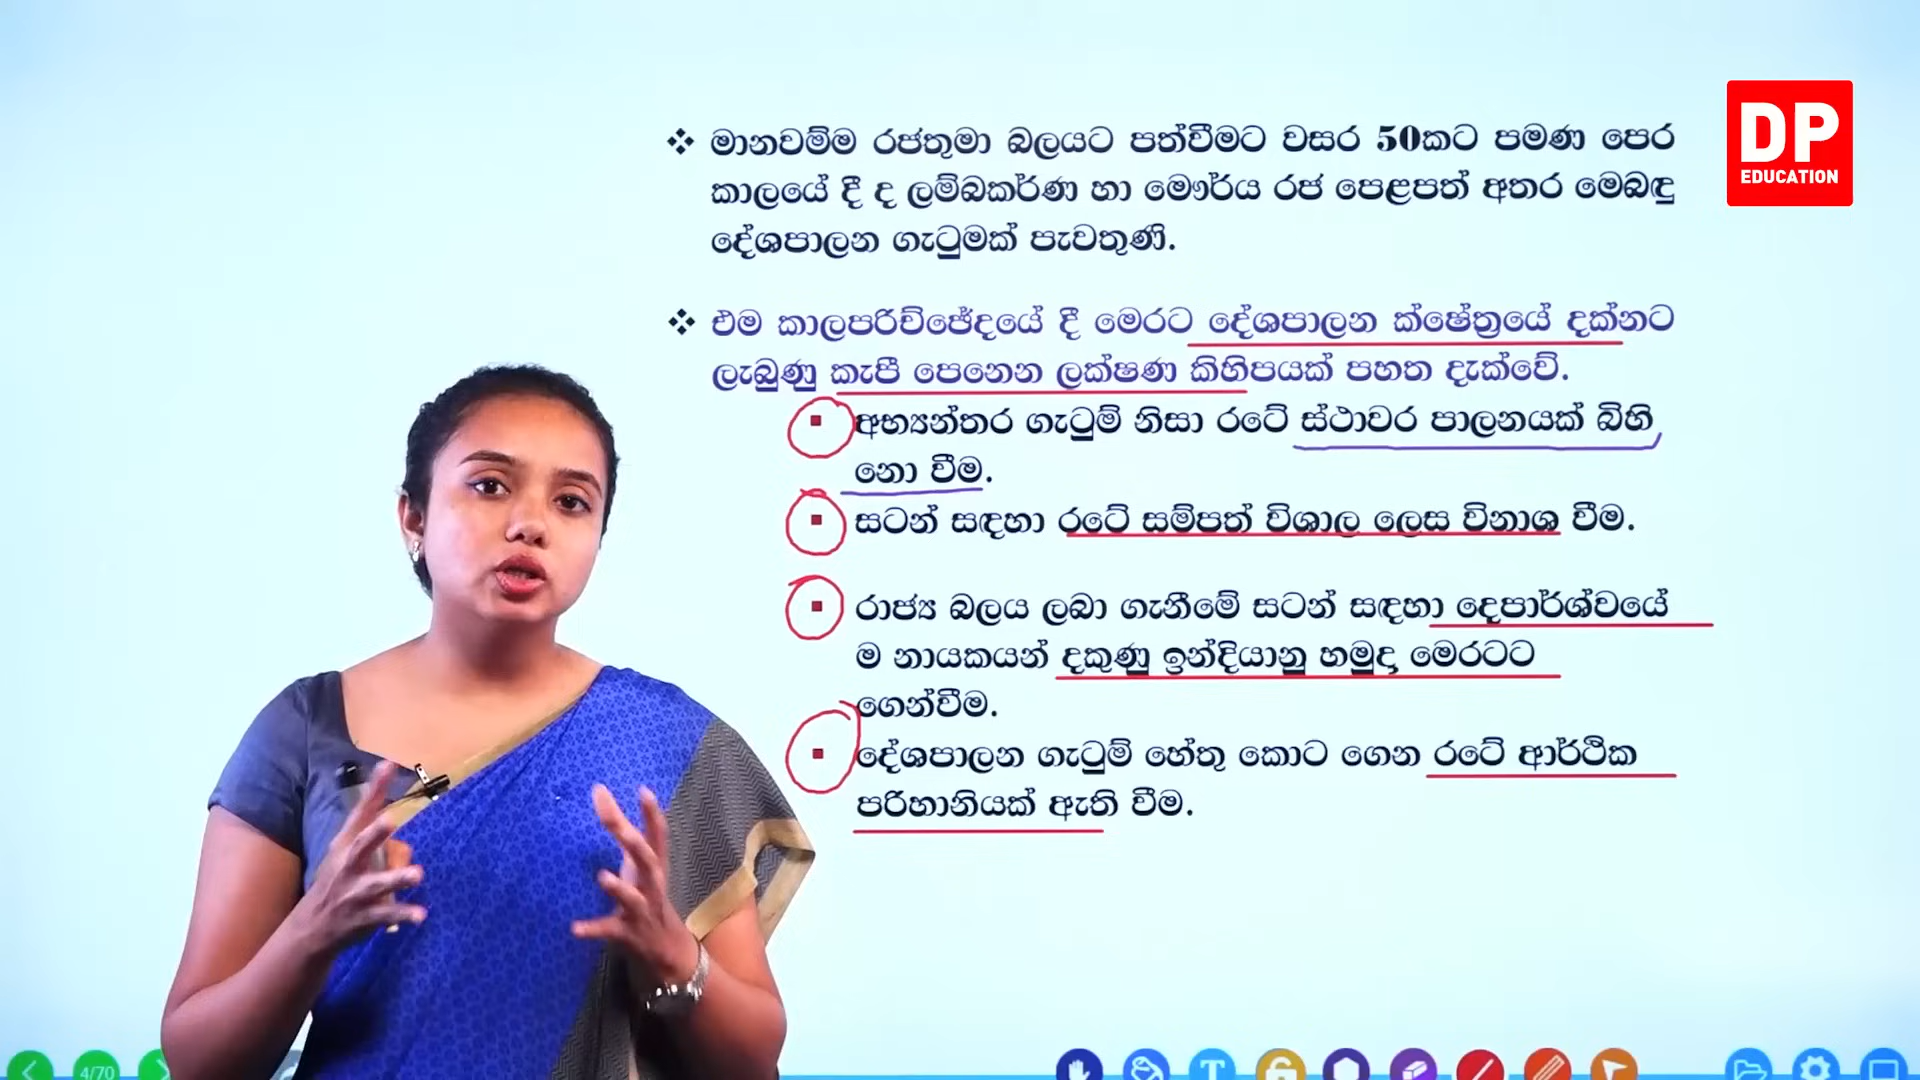 DP
EDUCATION
❖ මානවම්ම රජතුමා බලයට පත්වීමට වසර 50කට පමණ පෙර
කාලයේ දී ද ලම්බකර්ණ හා මෞර්ය රජ පෙළපත් අතර මෙබඳු
දේශපාලන ගැටුමක් පැවතුණි.
❖ එම කාලපරිච්ඡේදයේ දී මෙරට දේශපාලන ක්ෂේත්‍රයේ දක්නට
ලැබුණු කැපී පෙනෙන ලක්ෂණ කිහිපයක් පහත දැක්වේ.
▪ අභ්‍යන්තර ගැටුම් නිසා රටේ ස්ථාවර පාලනයක් බිහි
නො වීම.
▪ සටන් සඳහා රටේ සම්පත් විශාල ලෙස විනාශ වීම.
▪ රාජ්‍ය බලය ලබා ගැනීමේ සටන් සඳහා දෙපාර්ශ්වයේ
ම නායකයන් දකුණු ඉන්දියානු හමුදා මෙරටට
ගෙන්වීම.
▪ දේශපාලන ගැටුම් හේතු කොට ගෙන රටේ ආර්ථික
පරිහානියක් ඇති වීම.
4/70